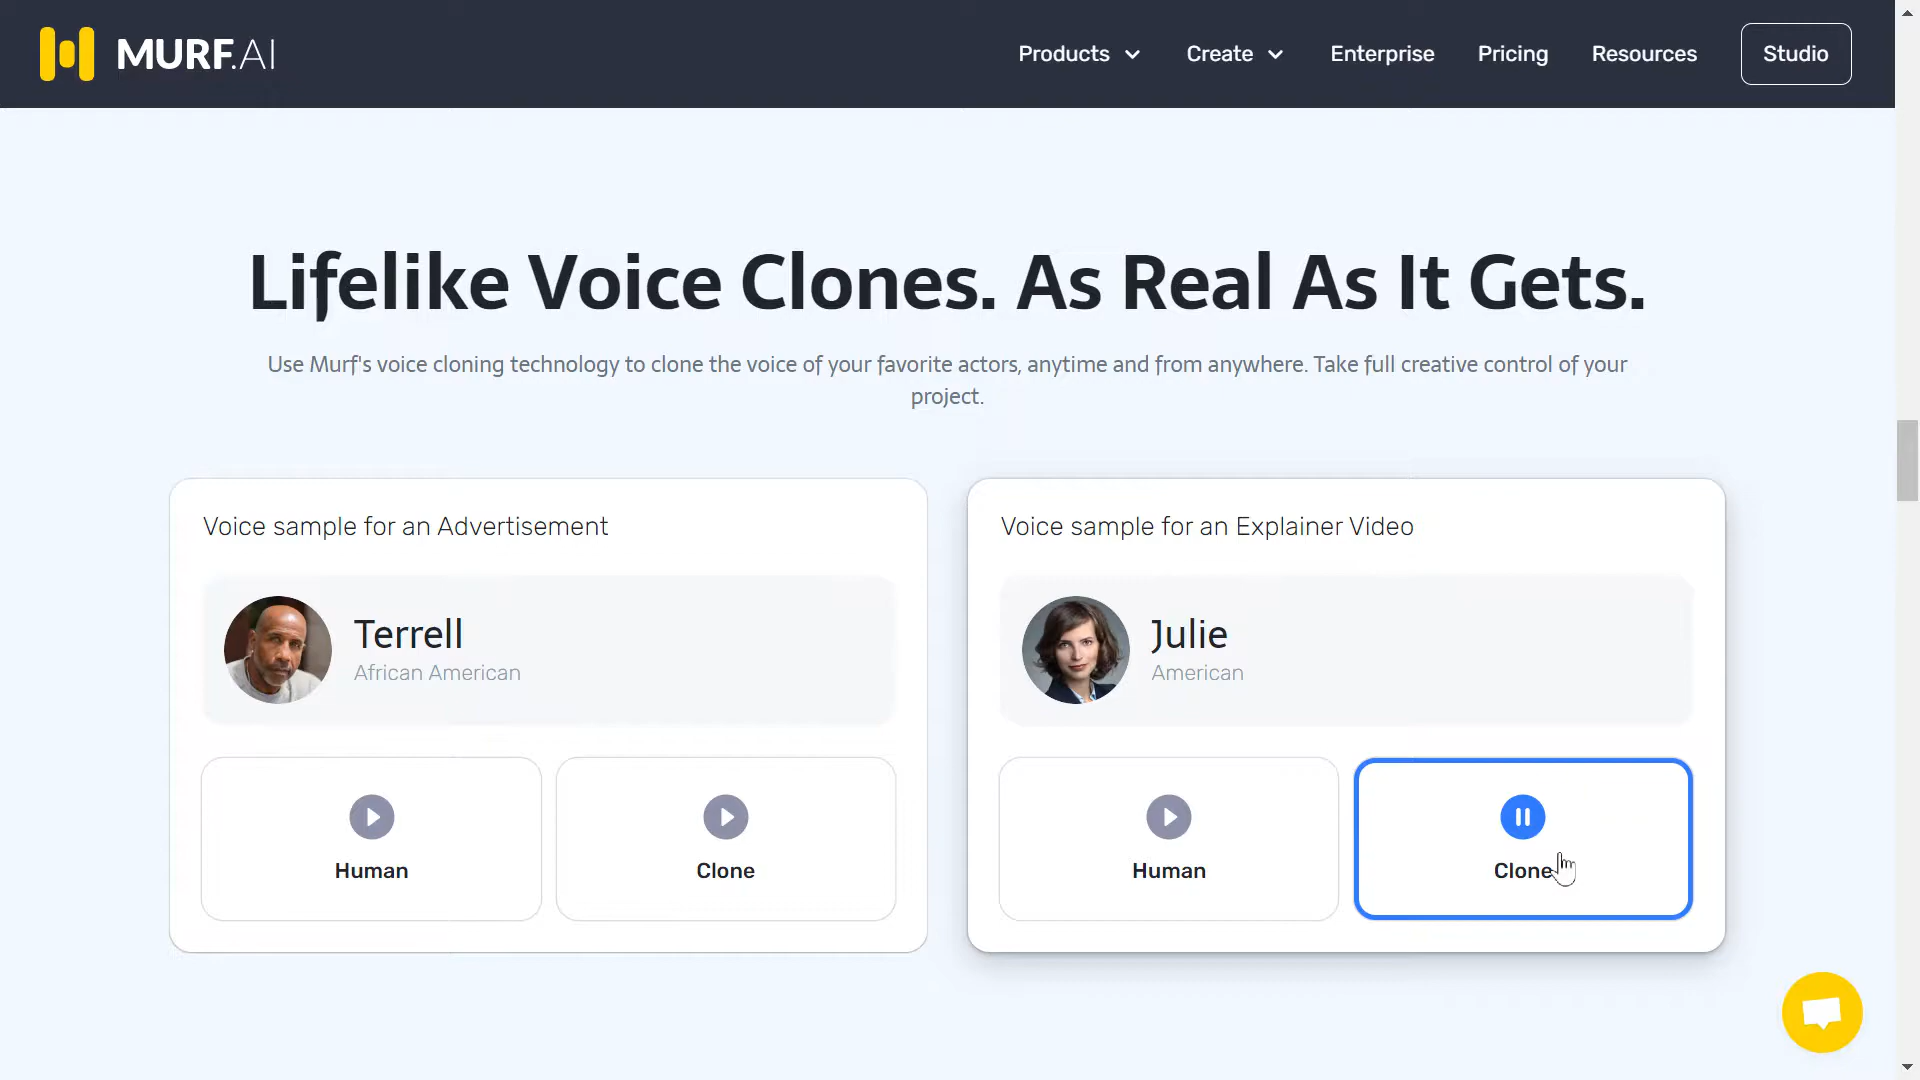 MURF.AI
Products
Create
Enterprise
Pricing
Resources
Studio
Lifelike Voice Clones. As Real As It Gets.
Use Murf's voice cloning technology to clone the voice of your favorite actors, anytime and from anywhere. Take full creative control of your
project.
Voice sample for an Advertisement
Terrell
African American
Human
Clone
Voice sample for an Explainer Video
Julie
American
Human
Clone